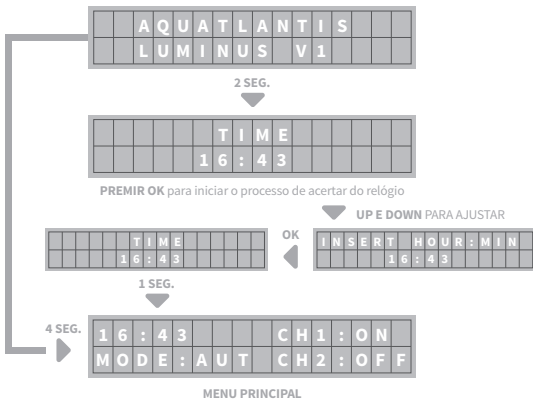 AQUATLANTIS
LUMINUS V1
2 SEG.
TIME
16:43
PREMIR OK para iniciar o processo de acertar do relógio
UP E DOWN PARA AJUSTAR
OK
INSERT HOUR:MIN
16:43
TIME
16:43
1 SEG.
4 SEG.
16:43 CH1:ON
MODE:AUT CH2:OFF
MENU PRINCIPAL